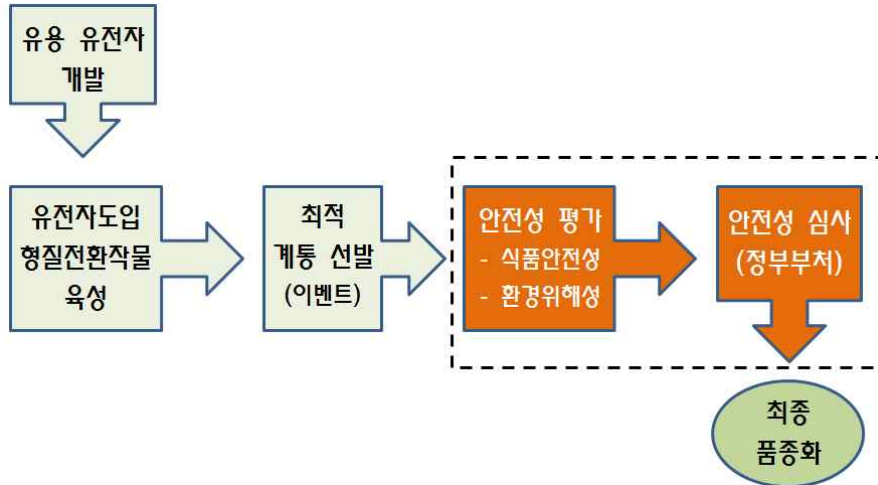 유용 유전자
개발
유전자도입
형질전환작물
육성
최적
계통 선발
(이벤트)
안전성 평가
- 식품안전성
- 환경위해성
안전성 심사
(정부부처)
최종
품종화